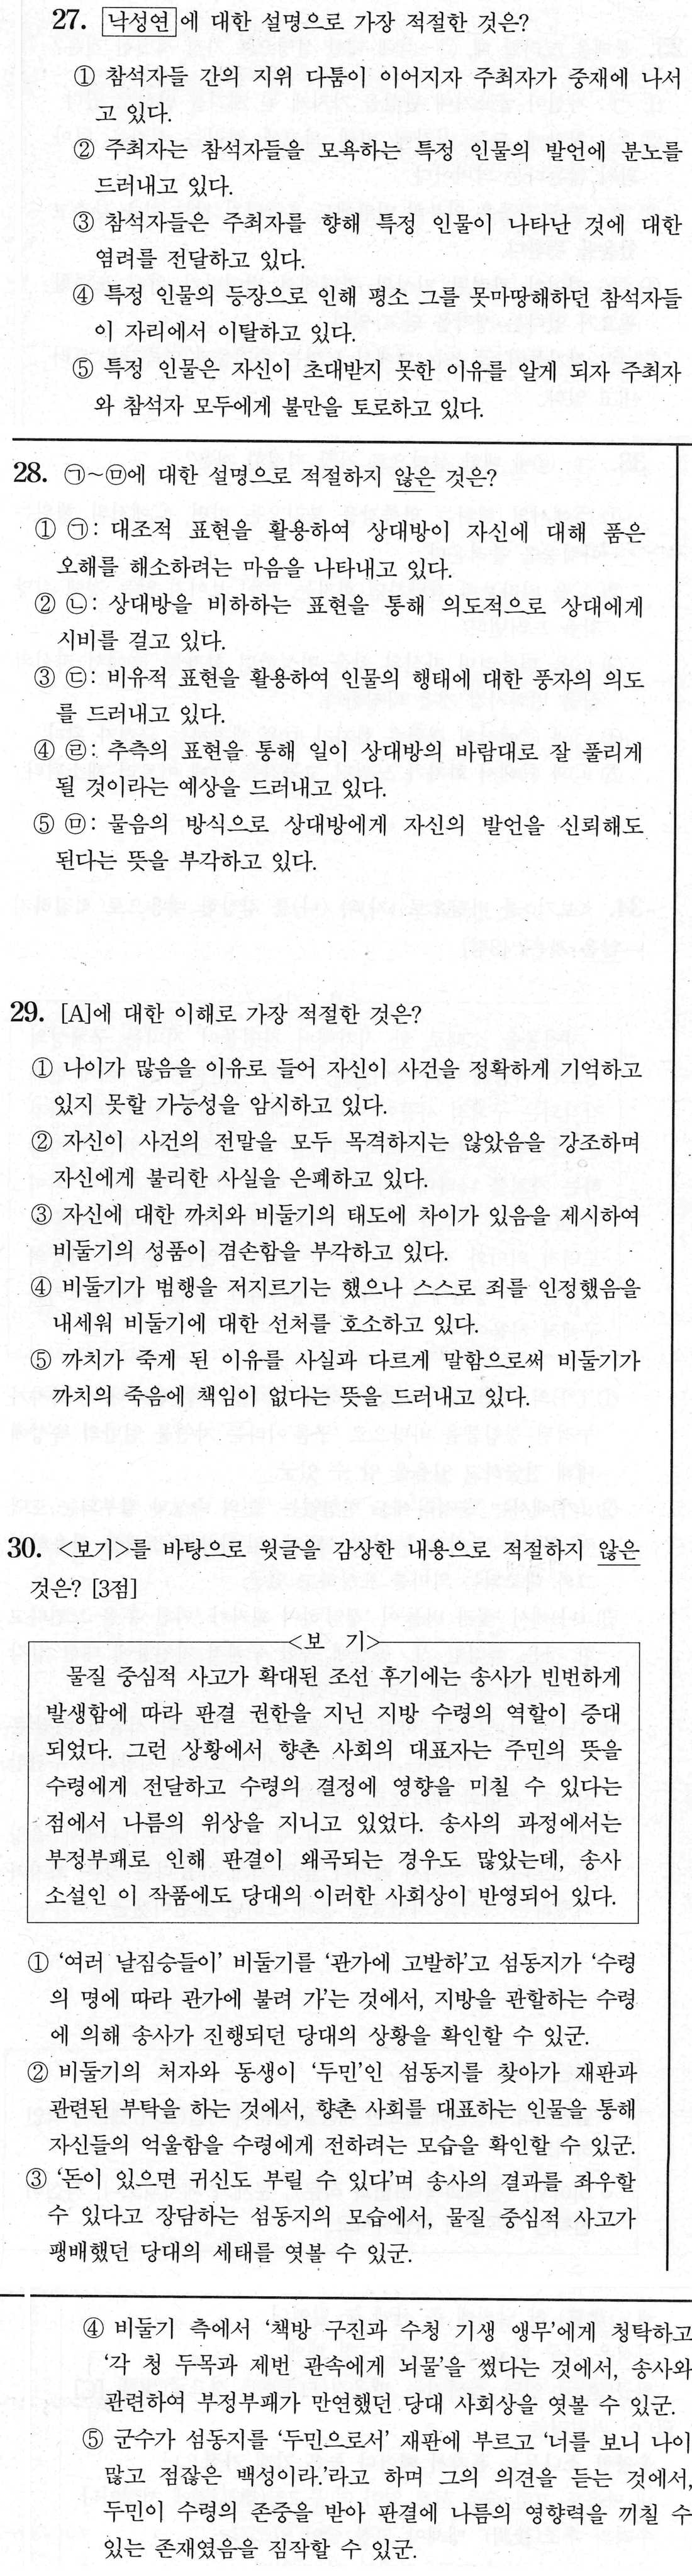 27. 낙성연에 대한 설명으로 가장 적절한 것은?
① 참석자들 간의 지위 다툼이 이어지자 주최자가 중재에 나서
고 있다.
② 주최자는 참석자들을 모욕하는 특정 인물의 발언에 분노를
드러내고 있다.
③ 참석자들은 주최자를 향해 특정 인물이 나타난 것에 대한
염려를 전달하고 있다.
④ 특정 인물의 등장으로 인해 평소 그를 못마땅해하던 참석자들
이 자리에서 이탈하고 있다.
⑤ 특정 인물은 자신이 초대받지 못한 이유를 알게 되자 주최자
와 참석자 모두에게 불만을 토로하고 있다.
28. ㉠~㉤에 대한 설명으로 적절하지 않은 것은?
① ㉠: 대조적 표현을 활용하여 상대방이 자신에 대해 품은
오해를 해소하려는 마음을 나타내고 있다.
② ㉡: 상대방을 비하하는 표현을 통해 의도적으로 상대에게
시비를 걸고 있다.
③ ㉢: 비유적 표현을 활용하여 인물의 행태에 대한 풍자의 의도
를 드러내고 있다.
④ ㉣: 추측의 표현을 통해 일이 상대방의 바람대로 잘 풀리게
될 것이라는 예상을 드러내고 있다.
⑤ ㉤: 물음의 방식으로 상대방에게 자신의 발언을 신뢰해도
된다는 뜻을 부각하고 있다.
29. [A]에 대한 이해로 가장 적절한 것은?
① 나이가 많음을 이유로 들어 자신이 사건을 정확하게 기억하고
있지 못할 가능성을 암시하고 있다.
② 자신이 사건의 전말을 모두 목격하지는 않았음을 강조하며
자신에게 불리한 사실을 은폐하고 있다.
③ 자신에 대한 까치와 비둘기의 태도에 차이가 있음을 제시하여
비둘기의 성품이 겸손함을 부각하고 있다.
④ 비둘기가 범행을 저지르기는 했으나 스스로 죄를 인정했음을
내세워 비둘기에 대한 선처를 호소하고 있다.
⑤ 까치가 죽게 된 이유를 사실과 다르게 말함으로써 비둘기가
까치의 죽음에 책임이 없다는 뜻을 드러내고 있다.
30. <보기>를 바탕으로 윗글을 감상한 내용으로 적절하지 않은
것은? [3점]
<보 기>
물질 중심적 사고가 확대된 조선 후기에는 송사가 빈번하게
발생함에 따라 판결 권한을 지닌 지방 수령의 역할이 증대
되었다. 그런 상황에서 향촌 사회의 대표자는 주민의 뜻을
수령에게 전달하고 수령의 결정에 영향을 미칠 수 있다는
점에서 나름의 위상을 지니고 있었다. 송사의 과정에서는
부정부패로 인해 판결이 왜곡되는 경우도 많았는데, 송사
소설인 이 작품에도 당대의 이러한 사회상이 반영되어 있다.
① ‘여러 날짐승들이’ 비둘기를 ‘관가에 고발하’고 섬동지가 ‘수령
의 명에 따라 관가에 불려 가’는 것에서, 지방을 관할하는 수령
에 의해 송사가 진행되던 당대의 상황을 확인할 수 있군.
② 비둘기의 처자와 동생이 ‘두민’인 섬동지를 찾아가 재판과
관련된 부탁을 하는 것에서, 향촌 사회를 대표하는 인물을 통해
자신들의 억울함을 수령에게 전하려는 모습을 확인할 수 있군.
③ ‘돈이 있으면 귀신도 부릴 수 있다’며 송사의 결과를 좌우할
수 있다고 장담하는 섬동지의 모습에서, 물질 중심적 사고가
팽배했던 당대의 세태를 엿볼 수 있군.
④ 비둘기 측에서 ‘책방 구진과 수청 기생 앵무’에게 청탁하고
‘각 청 두목과 제번 관속에게 뇌물’을 썼다는 것에서, 송사와
관련하여 부정부패가 만연했던 당대 사회상을 엿볼 수 있군.
⑤ 군수가 섬동지를 ‘두민으로서’ 재판에 부르고 ‘너를 보니 나이
많고 점잖은 백성이라.’라고 하며 그의 의견을 듣는 것에서,
두민이 수령의 존중을 받아 판결에 나름의 영향력을 끼칠 수
있는 존재였음을 짐작할 수 있군.